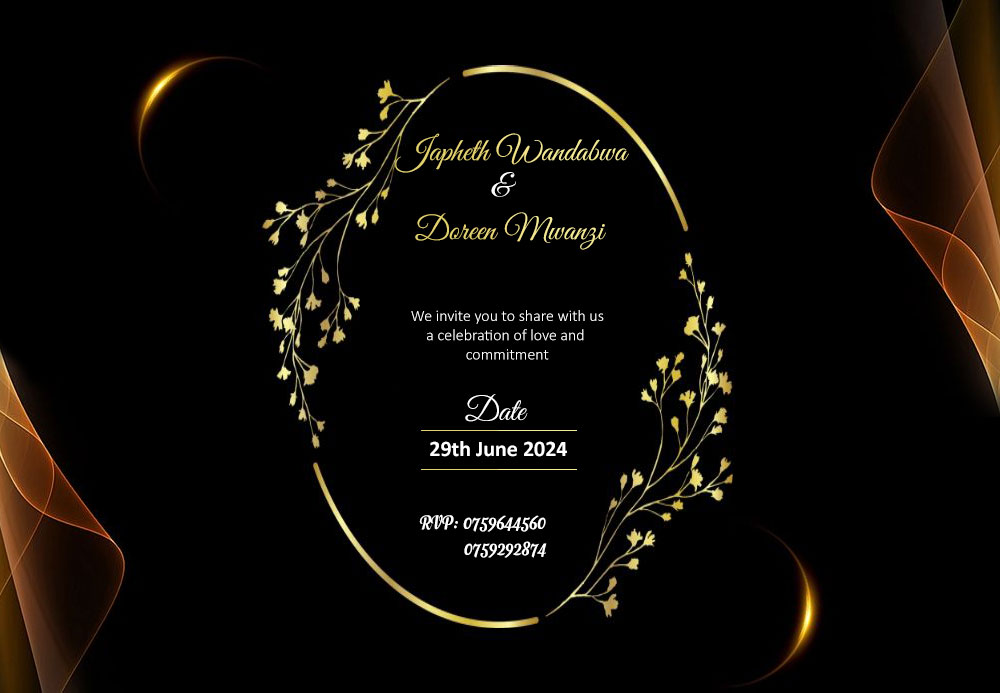 Japheth Wandabwa
&
Doreen Mwanzi
We invite you to share with us
a celebration of love and
commitment
Date
29th June 2024
RVP: 0759644560
0759292874